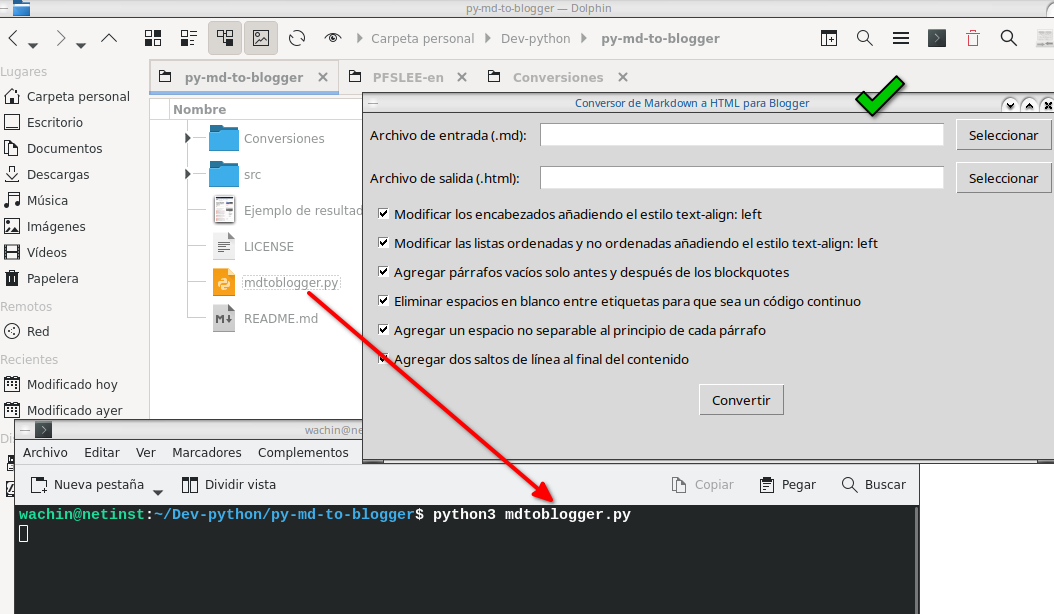 py-md-to-blogger — Dolphin
Carpeta personal Dev-python py-md-to-blogger
Lugares
Carpeta personal
Escritorio
Documentos
Descargas
Música
Imágenes
Vídeos
Papelera
Remotos
Red
Recientes
Modificado hoy
Modificado ayer
py-md-to-blogger PFSLEE-en Conversiones
Nombre
Conversiones
src
Ejemplo de resultad
LICENSE
mdtoblogger.py
README.md
Conversor de Markdown a HTML para Blogger
Archivo de entrada (.md): Seleccionar
Archivo de salida (.html): Seleccionar
Modificar los encabezados añadiendo el estilo text-align: left
Modificar las listas ordenadas y no ordenadas añadiendo el estilo text-align: left
Agregar párrafos vacíos solo antes y después de los blockquotes
Eliminar espacios en blanco entre etiquetas para que sea un código continuo
Agregar un espacio no separable al principio de cada párrafo
Agregar dos saltos de línea al final del contenido
Convertir
wachin@ne
Archivo Editar Ver Marcadores Complementos
Nueva pestaña Dividir vista Copiar Pegar Buscar
wachin@netinst:~/Dev-python/py-md-to-blogger$ python3 mdtoblogger.py